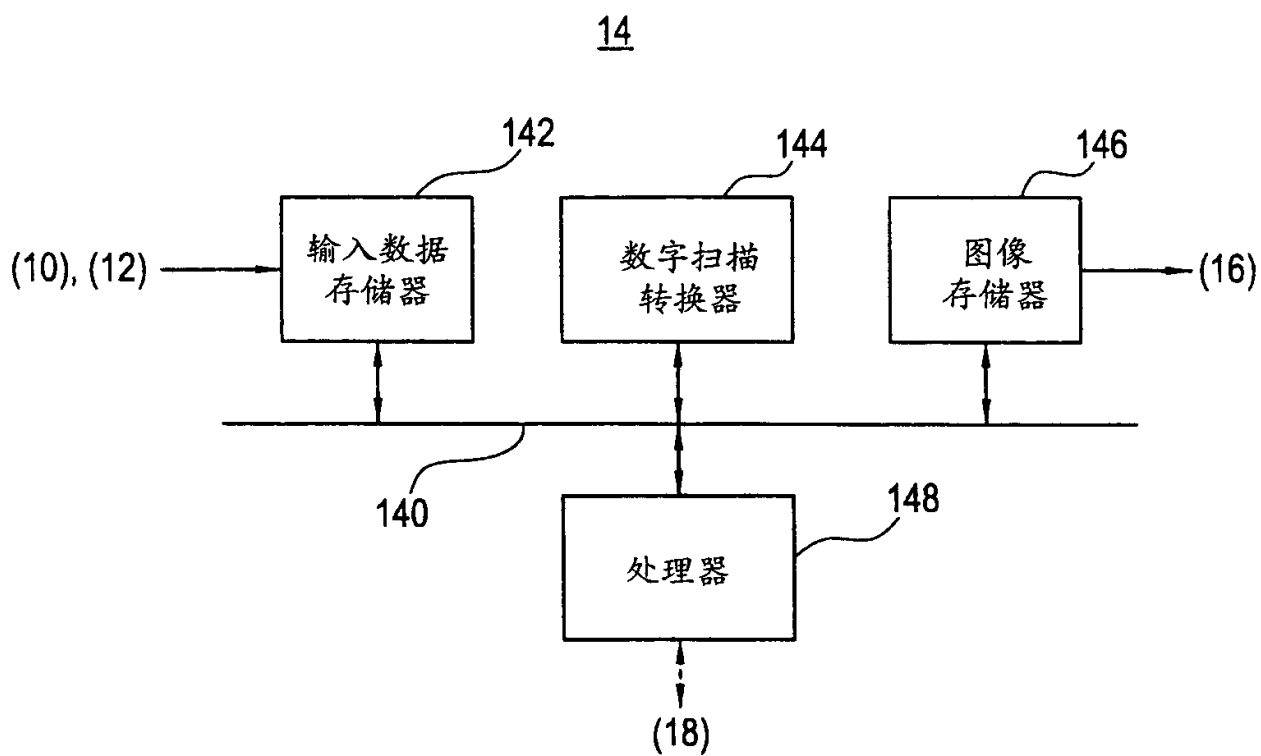 14
142
144
146
(10), (12)
输入数据
存储器
数字扫描
转换器
图像
存储器
(16)
140
148
处理器
(18)